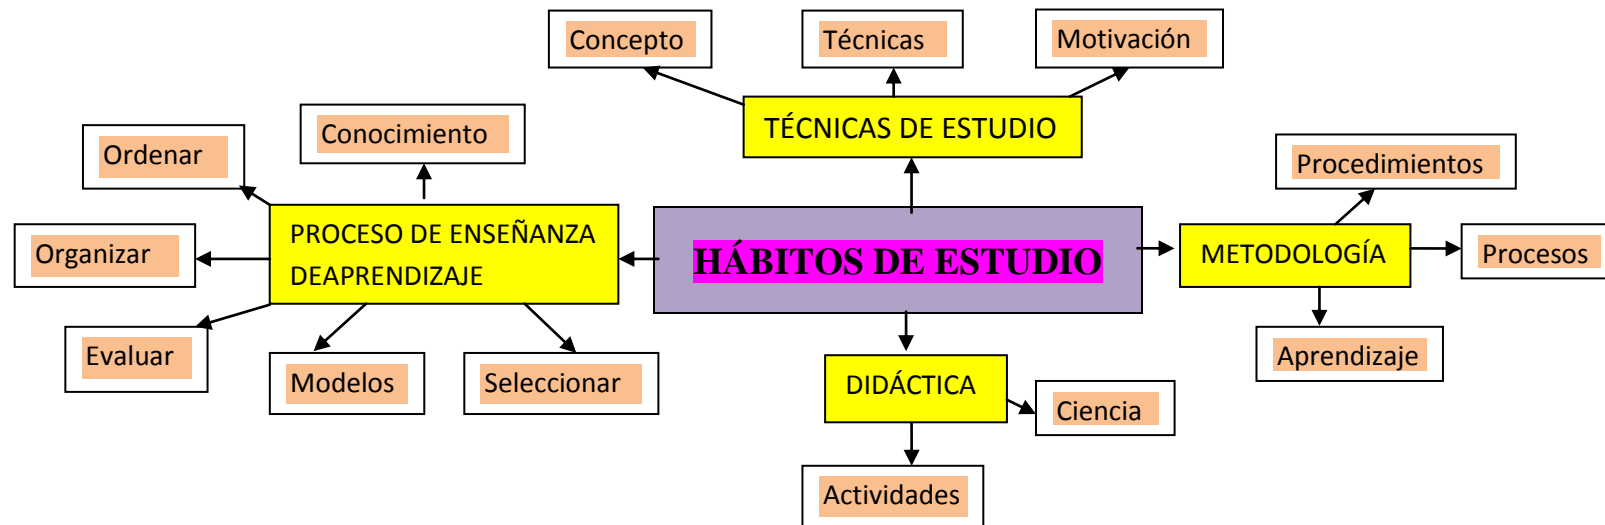 Concepto
Técnicas
Motivación
TÉCNICAS DE ESTUDIO
Conocimiento
Ordenar
Procedimientos
PROCESO DE ENSEÑANZA
DEAPRENDIZAJE
Organizar
HÁBITOS DE ESTUDIO
METODOLOGÍA
Procesos
Evaluar
Modelos
Seleccionar
DIDÁCTICA
Ciencia
Aprendizaje
Actividades